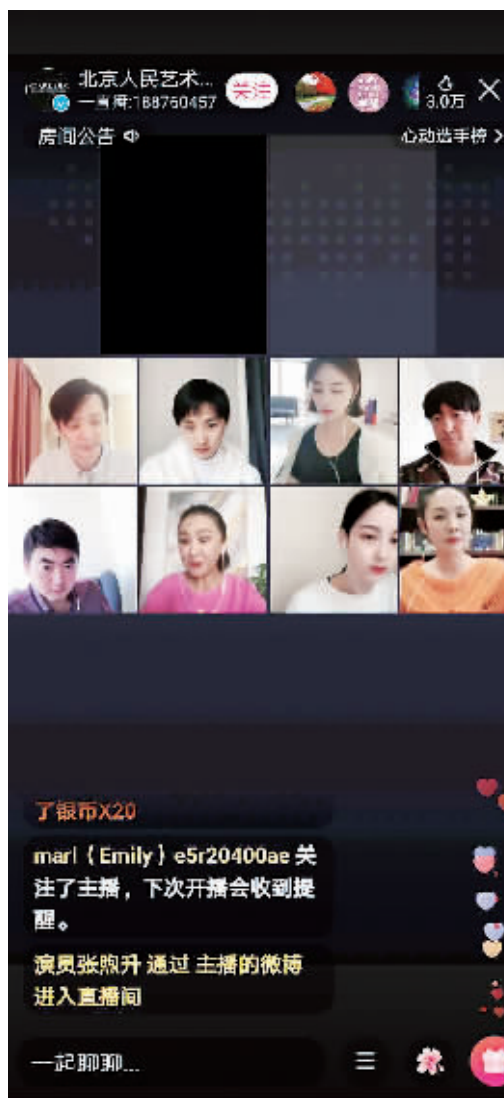 北京人民艺术...
一直播:188760457
关注
3.0万
房间公告
心动选手榜
了银币X20
marl（Emily）e5r20400ae 关
注了主播，下次开播会收到提
醒。
演员张煦升 通过 主播的微博
进入直播间
一起聊聊...